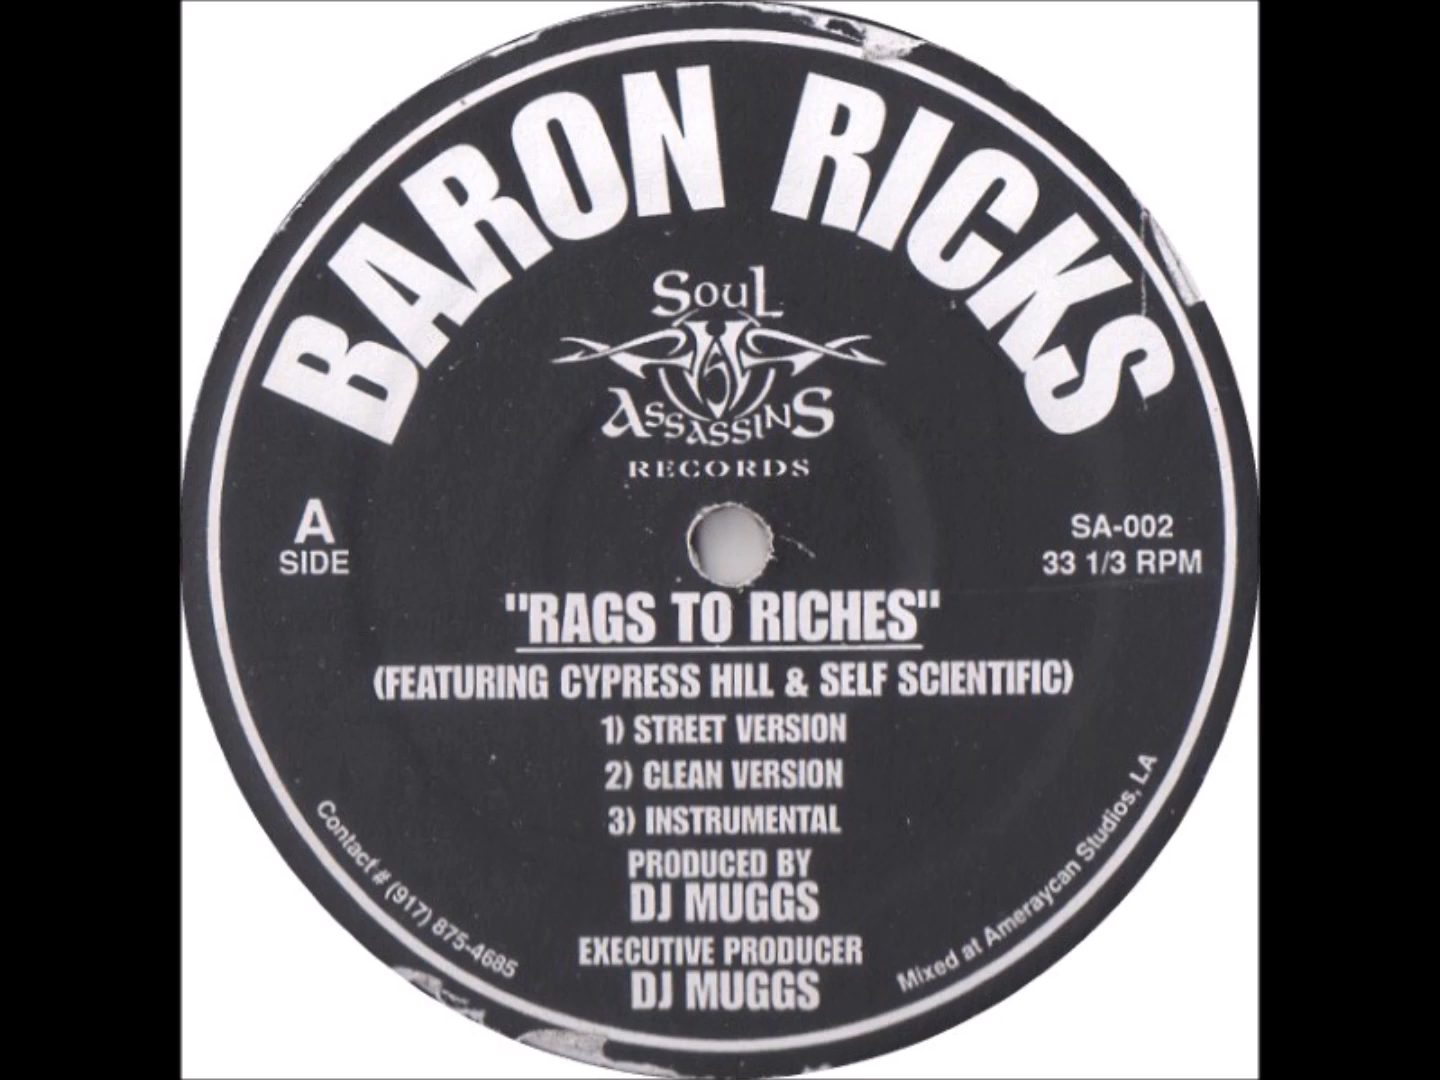 BARON RICKS
SOUL
ASSASSINS
RECORDS
A
SIDE
SA-002
33 1/3 RPM
"RAGS TO RICHES"
(FEATURING CYPRESS HILL & SELF SCIENTIFIC)
1) STREET VERSION
2) CLEAN VERSION
3) INSTRUMENTAL
PRODUCED BY
DJ MUGGS
EXECUTIVE PRODUCER
DJ MUGGS
Contact # (917) 875-4685
Mixed at Ameraycan Studios, LA